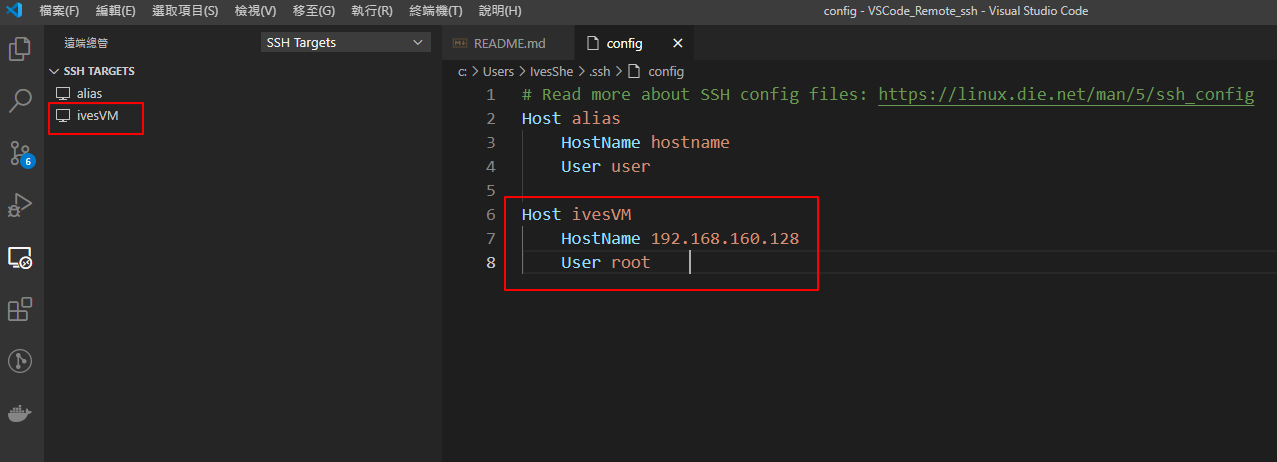 檔案(F) 編輯(E) 選取項目(S) 檢視(V) 移至(G) 執行(R) 終端機(T) 說明(H) config - VSCode_Remote_ssh - Visual Studio Code
遠端總管 SSH Targets
README.md config
C: > Users > IvesShe > .ssh > config
SSH TARGETS
alias
ivesVM
6
1 # Read more about SSH config files: https://linux.die.net/man/5/ssh_config
2 Host alias
3 HostName hostname
4 User user
5
6 Host ivesVM
7 HostName 192.168.160.128
8 User root